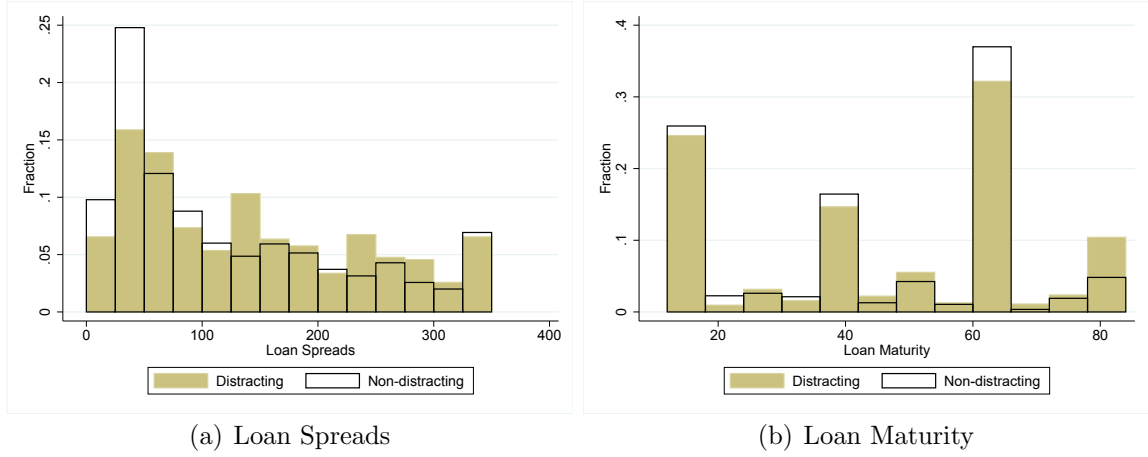 .25
.2
.15
.1
.05
0
Fraction
0 100 200 300 400
Loan Spreads
Distracting Non-distracting
(a) Loan Spreads
.4
.3
.2
.1
0
Fraction
20 40 60 80
Loan Maturity
Distracting Non-distracting
(b) Loan Maturity